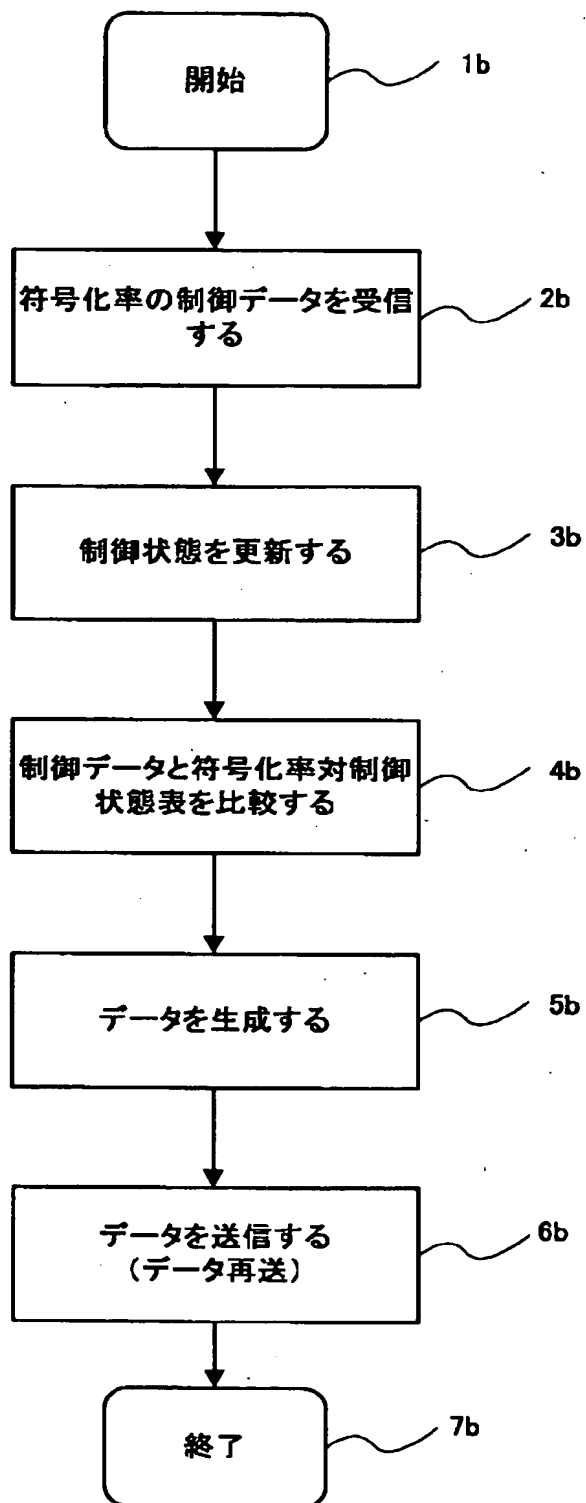 開始
1b
符号化率の制御データを受信
する
2b
制御状態を更新する
3b
制御データと符号化率対制御
状態表を比較する
4b
データを生成する
5b
データを送信する
（データ再送）
6b
終了
7b